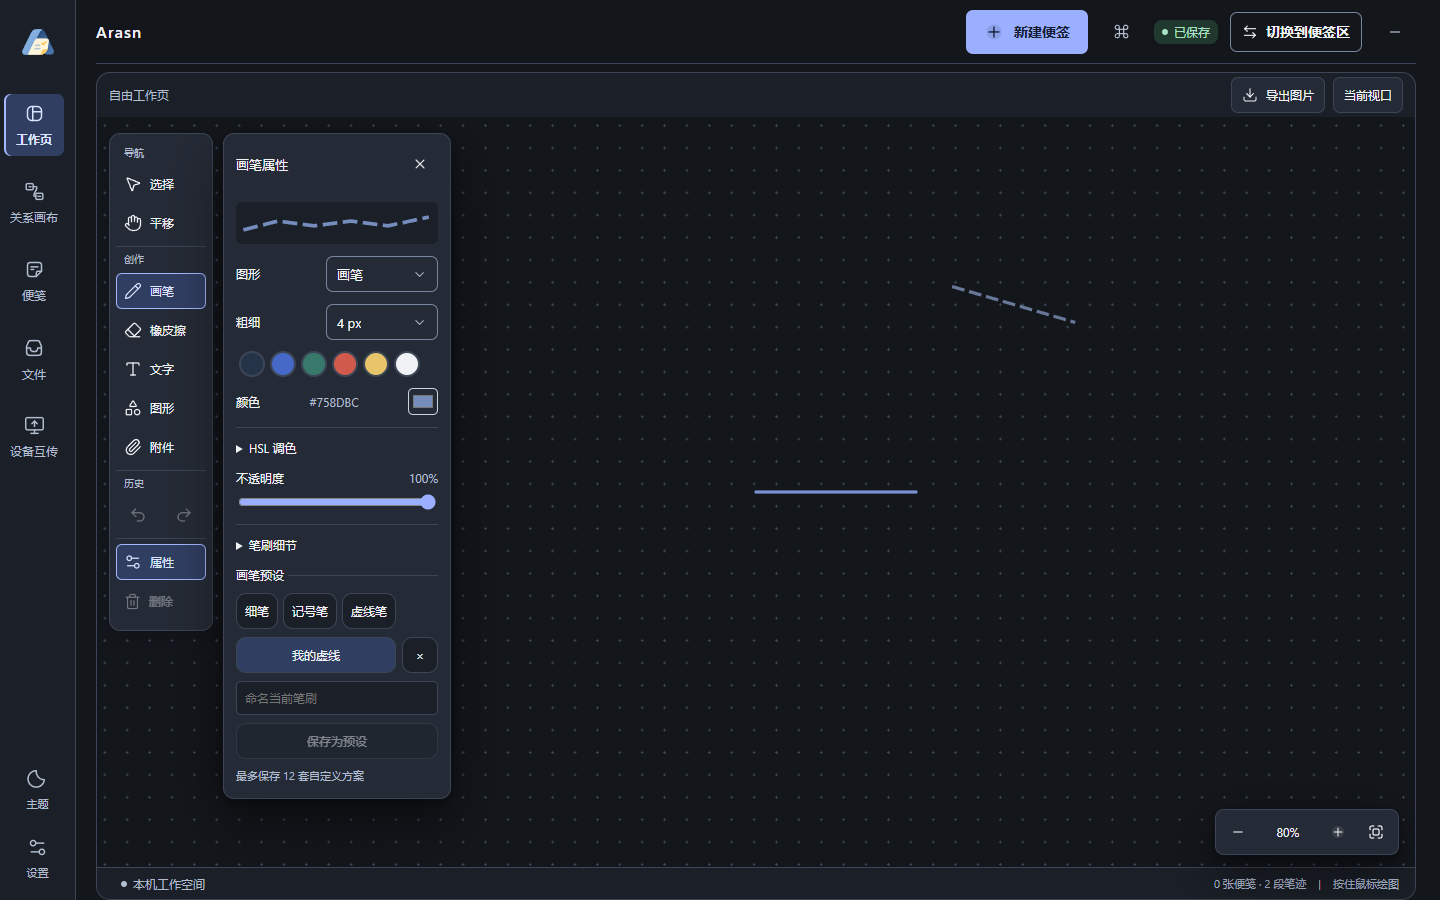 Arasn
新建便签
已保存
切换到便签区
工作页
关系画布
便笺
文件
设备互传
主题
设置
自由工作页
导出图片
当前视口
导航
选择
平移
创作
画笔
橡皮擦
文字
图形
附件
历史
属性
删除
画笔属性
图形
画笔
粗细
4 px
颜色
#758DBC
HSL 调色
不透明度
100%
笔刷细节
画笔预设
细笔
记号笔
虚线笔
我的虚线
×
命名当前笔刷
保存为预设
最多保存 12 套自定义方案
80%
本机工作空间
0 张便笺 · 2 段笔迹 | 按住鼠标绘图